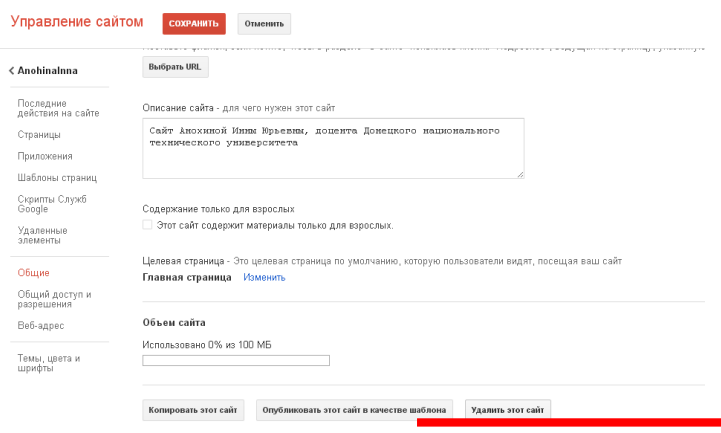 Управление сайтом
СОХРАНИТЬ
Отменить
AnohinaInna
Последние
действия на сайте
Страницы
Приложения
Шаблоны страниц
Скрипты Служб
Google
Удаленные
элементы
Общие
Общий доступ и
разрешения
Веб-адрес
Темы, цвета и
шрифты
Выбрать URL
Описание сайта - для чего нужен этот сайт
Сайт Анохиной Инны Юрьевны, доцента Донецкого национального
технического университета
Содержание только для взрослых
Этот сайт содержит материалы только для взрослых.
Целевая страница - Это целевая страница по умолчанию, которую пользователи видят, посещая ваш сайт
Главная страница Изменить
Объем сайта
Использовано 0% из 100 МБ
Копировать этот сайт
Опубликовать этот сайт в качестве шаблона
Удалить этот сайт